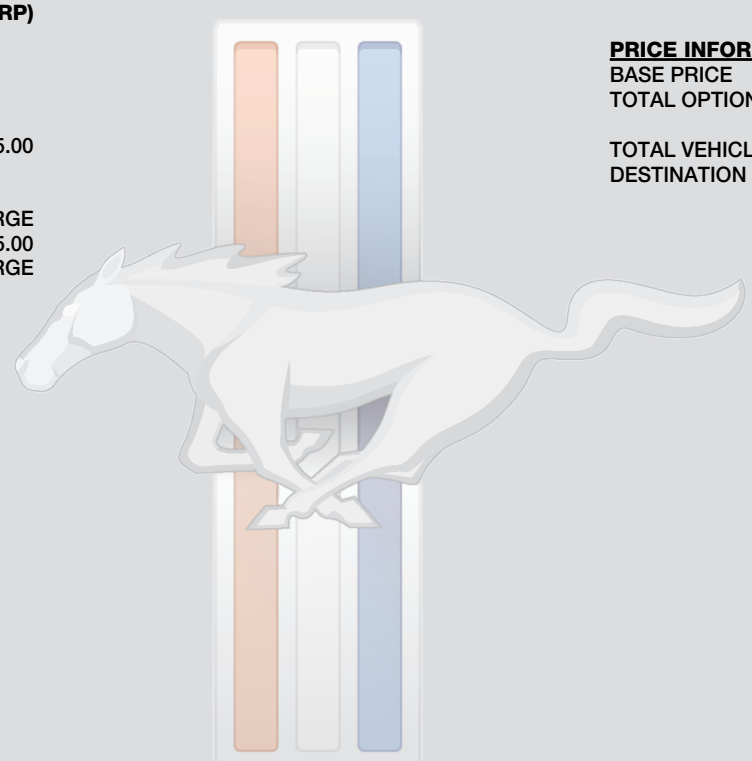 RP)
5.00
RGE
5.00
RGE
PRICE INFOR
BASE PRICE
TOTAL OPTION
TOTAL VEHICL
DESTINATION